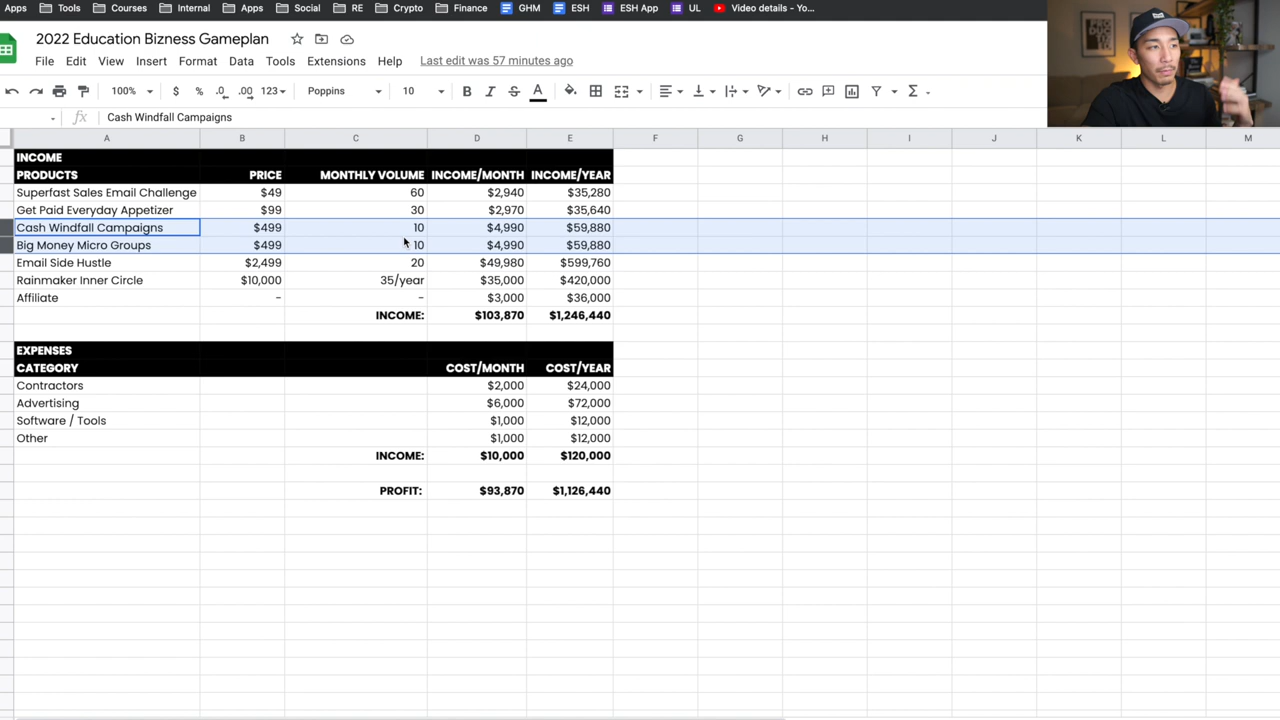 Apps Tools Courses Internal Apps Social RE Crypto Finance GHM ESH ESH App UL Video details - Yo...
2022 Education Bizness Gameplan
File Edit View Insert Format Data Tools Extensions Help Last edit was 57 minutes ago
100% $ % .0 .00 123 Poppins 10 B I S A
fx Cash Windfall Campaigns
A B C D E F G H I J K L M
INCOME
PRODUCTS PRICE MONTHLY VOLUME INCOME/MONTH INCOME/YEAR
Superfast Sales Email Challenge $49 60 $2,940 $35,280
Get Paid Everyday Appetizer $99 30 $2,970 $35,640
Cash Windfall Campaigns $499 10 $4,990 $59,880
Big Money Micro Groups $499 10 $4,990 $59,880
Email Side Hustle $2,499 20 $49,980 $599,760
Rainmaker Inner Circle $10,000 35/year $35,000 $420,000
Affiliate - - $3,000 $36,000
INCOME: $103,870 $1,246,440
EXPENSES
CATEGORY COST/MONTH COST/YEAR
Contractors $2,000 $24,000
Advertising $6,000 $72,000
Software / Tools $1,000 $12,000
Other $1,000 $12,000
INCOME: $10,000 $120,000
PROFIT: $93,870 $1,126,440